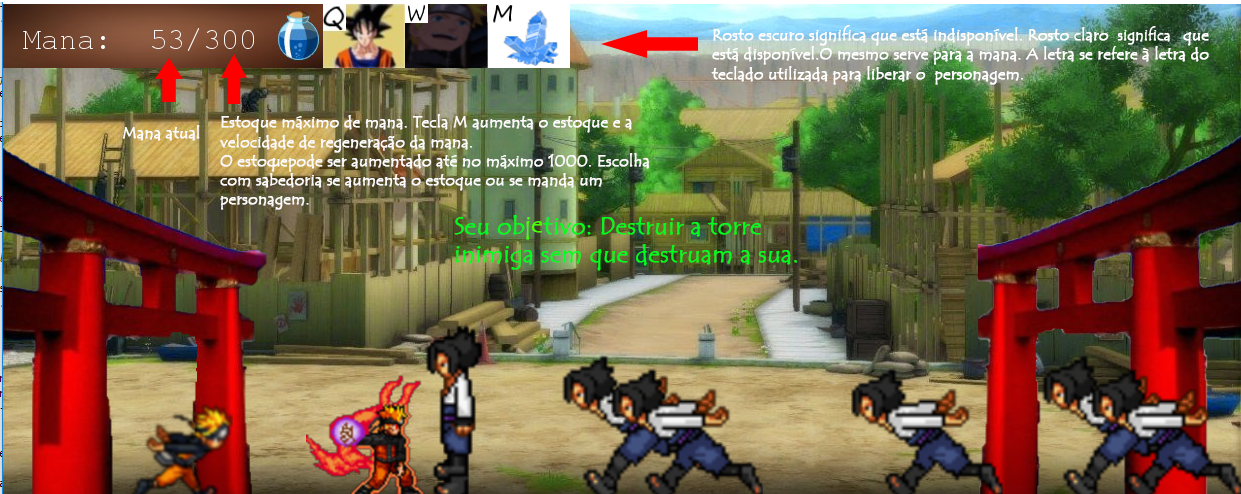 Mana: 53/300
Q
W
M
Rosto escuro significa que está indisponível. Rosto claro significa que
está disponível.O mesmo serve para a mana. A letra se refere à letra do
teclado utilizada para liberar o personagem.
Mana atual
Estoque máximo de mana. Tecla M aumenta o estoque e a
velocidade de regeneração da mana.
O estoquepode ser aumentado até no máximo 1000. Escolha
com sabedoria se aumenta o estoque ou se manda um
personagem.
Seu objetivo: Destruir a torre
inimiga sem que destruam a sua.